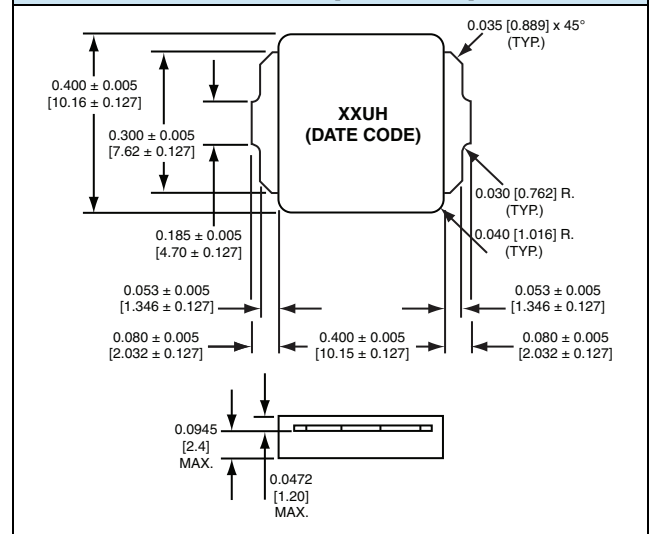 0.035 [0.889] x 45°
(TYP.)
0.400 ± 0.005
[10.16 ± 0.127]
0.300 ± 0.005
[7.62 ± 0.127]
XXUH
(DATE CODE)
0.030 [0.762] R.
(TYP.)
0.185 ± 0.005
[4.70 ± 0.127]
0.040 [1.016] R.
(TYP.)
0.053 ± 0.005
[1.346 ± 0.127]
0.053 ± 0.005
[1.346 ± 0.127]
0.080 ± 0.005
[2.032 ± 0.127]
0.400 ± 0.005
[10.15 ± 0.127]
0.080 ± 0.005
[2.032 ± 0.127]
0.0945
[2.4]
MAX.
0.0472
[1.20]
MAX.